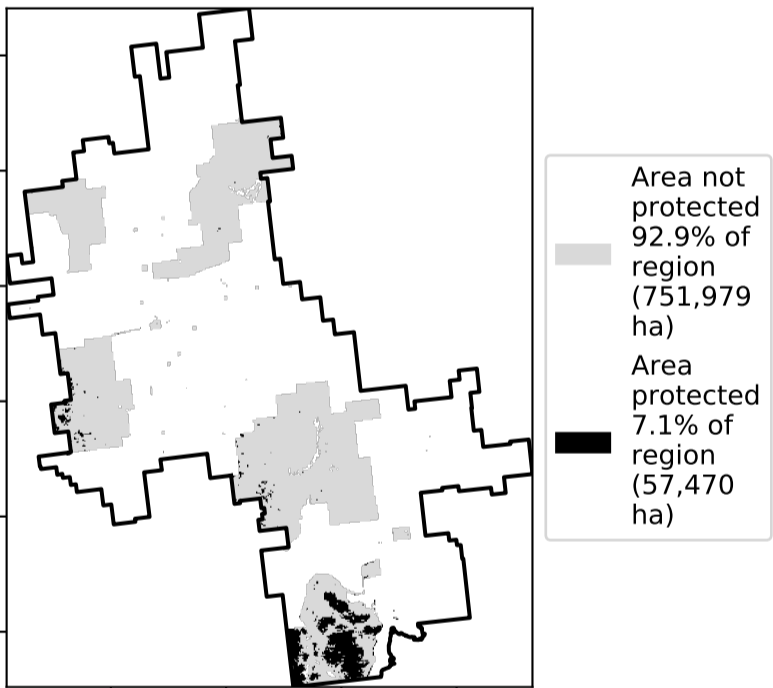 Area not
protected
92.9% of
region
(751,979
ha)
Area
protected
7.1% of
region
(57,470
ha)